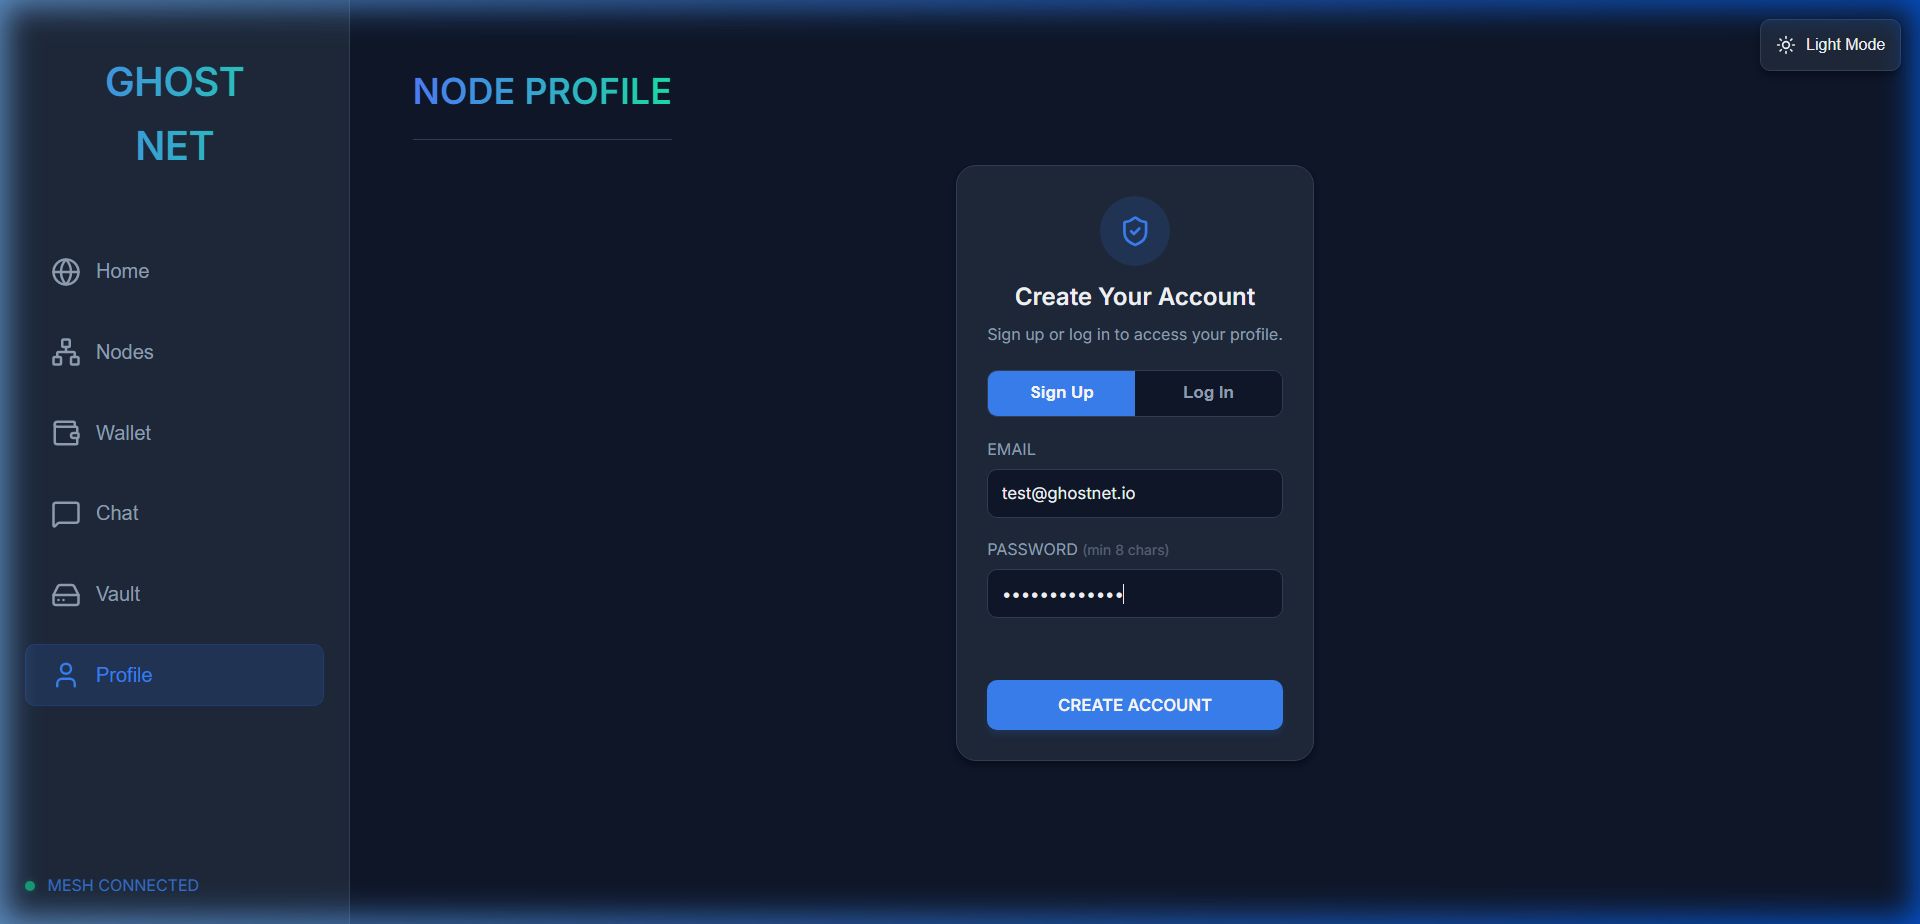 GHOST
NET
Home
Nodes
Wallet
Chat
Vault
Profile
MESH CONNECTED
Light Mode
NODE PROFILE
Create Your Account
Sign up or log in to access your profile.
Sign Up
Log In
EMAIL
test@ghostnet.io
PASSWORD (min 8 chars)
•••••••••••••
CREATE ACCOUNT